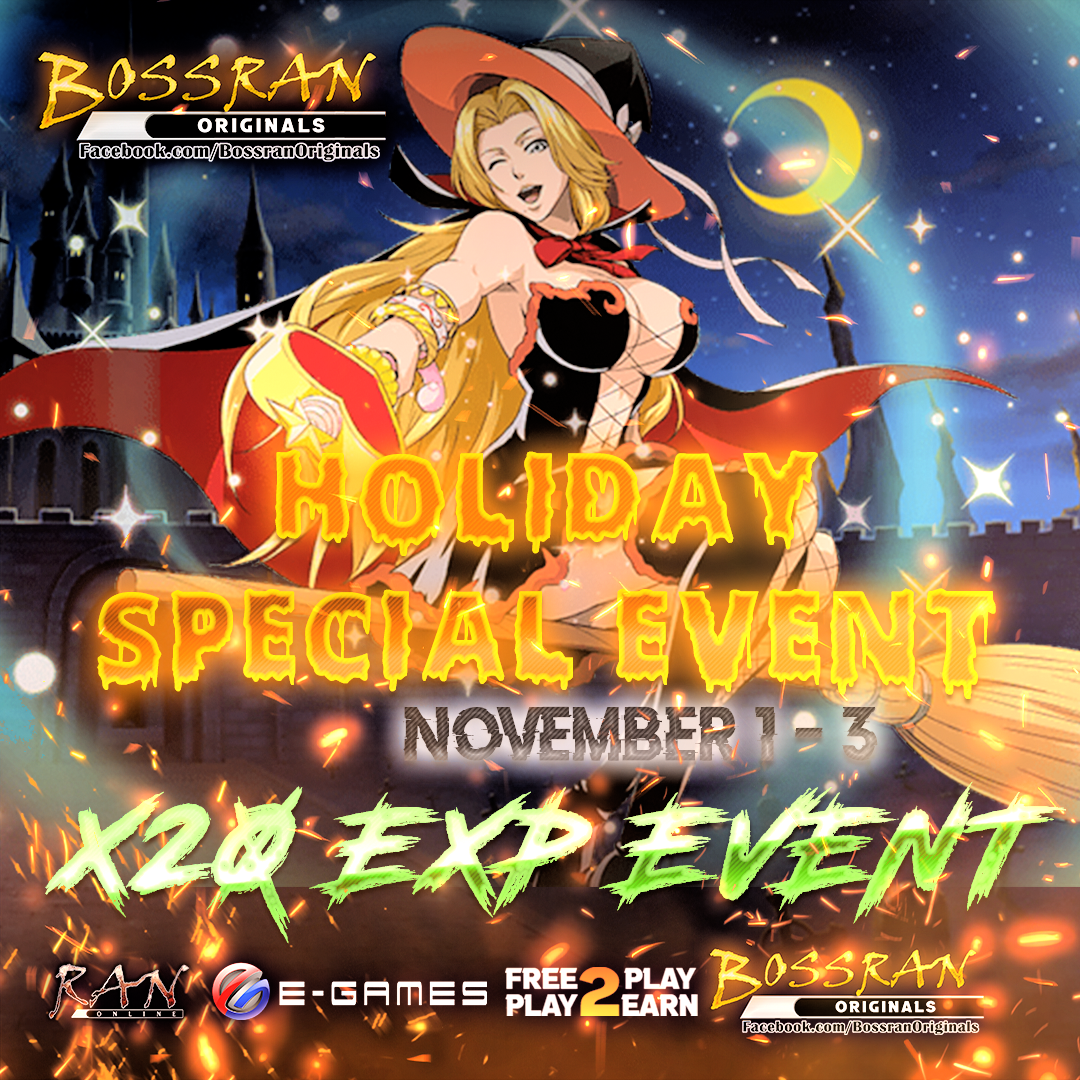 BOSSRAN
ORIGINALS
Facebook.com/BossranOriginals
HOLIDAY
SPECIAL EVENT
NOVEMBER 1 - 3
X20 EXP EVENT
RAN
ONLINE
E-GAMES
FREE 2 PLAY
PLAY 2 EARN
BOSSRAN
ORIGINALS
Facebook.com/BossranOriginals